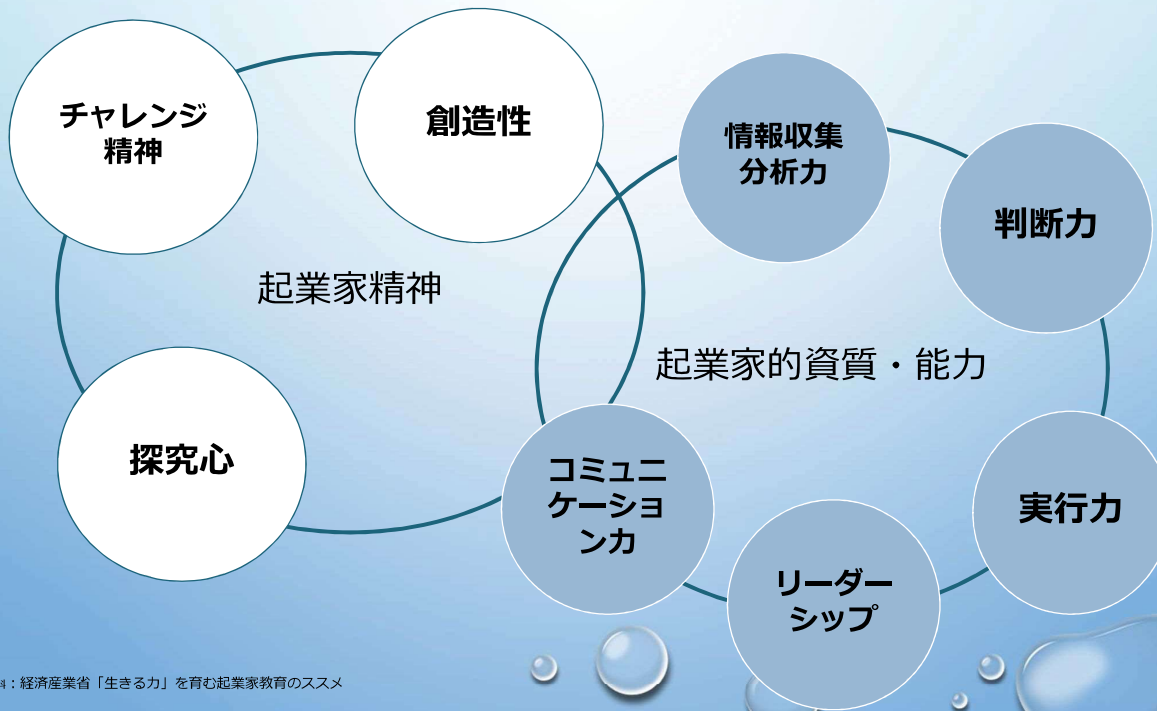 チャレンジ
精神
創造性
起業家精神
探究心
情報収集
分析力
判断力
起業家的資質・能力
コミュニ
ケーショ
ン力
リーダー
シップ
実行力
：経済産業省「生きる力」を育む起業家教育のススメ